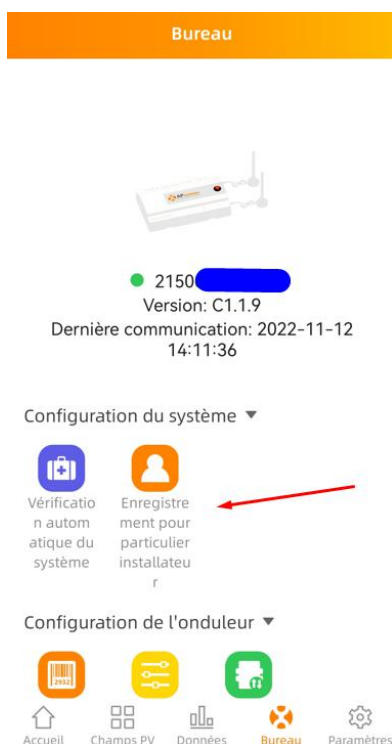 Bureau
2150
Version: C1.1.9
Dernière communication: 2022-11-12
14:11:36
Configuration du système ▼
Vérificatio
n autom
atique du
système
Enregistre
ment pour
particulier
installateu
r
Configuration de l'onduleur ▼
2932
Accueil Champs PV Données Bureau Paramètres